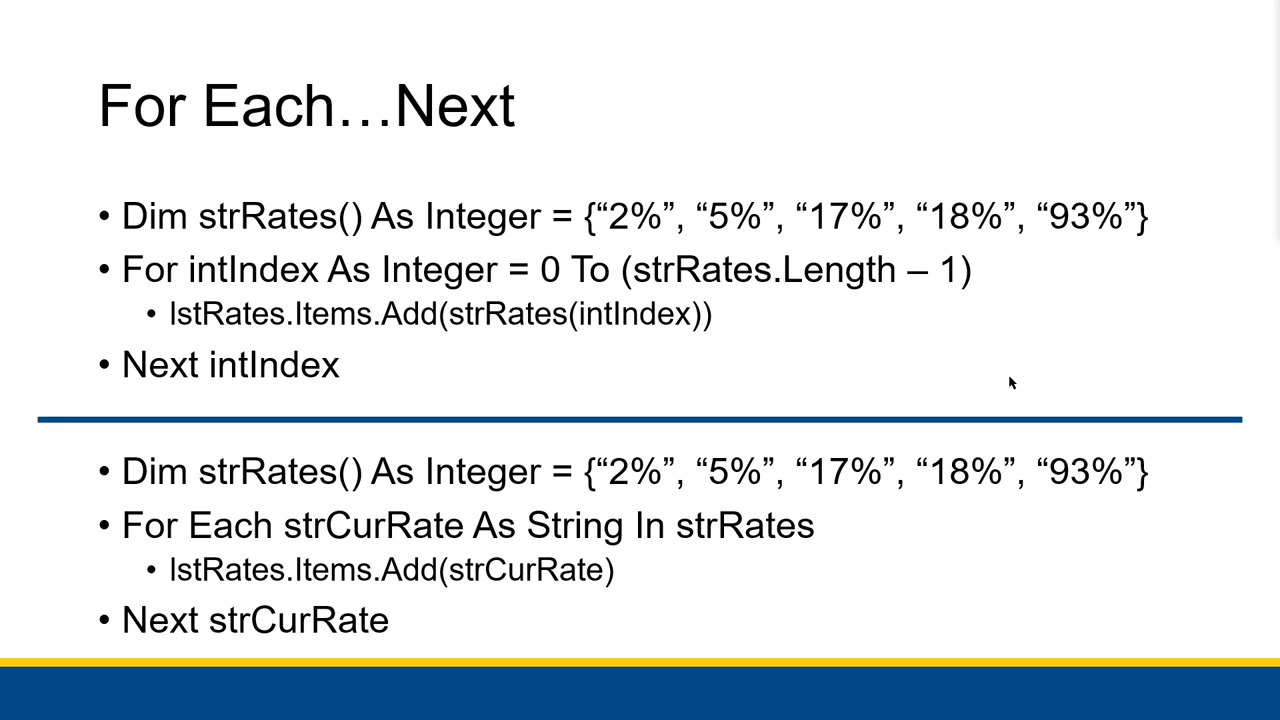 For Each…Next
• Dim strRates() As Integer = {“2%”, “5%”, “17%”, “18%”, “93%”}
• For intIndex As Integer = 0 To (strRates.Length – 1)
• lstRates.Items.Add(strRates(intIndex))
• Next intIndex
• Dim strRates() As Integer = {“2%”, “5%”, “17%”, “18%”, “93%”}
• For Each strCurRate As String In strRates
• lstRates.Items.Add(strCurRate)
• Next strCurRate